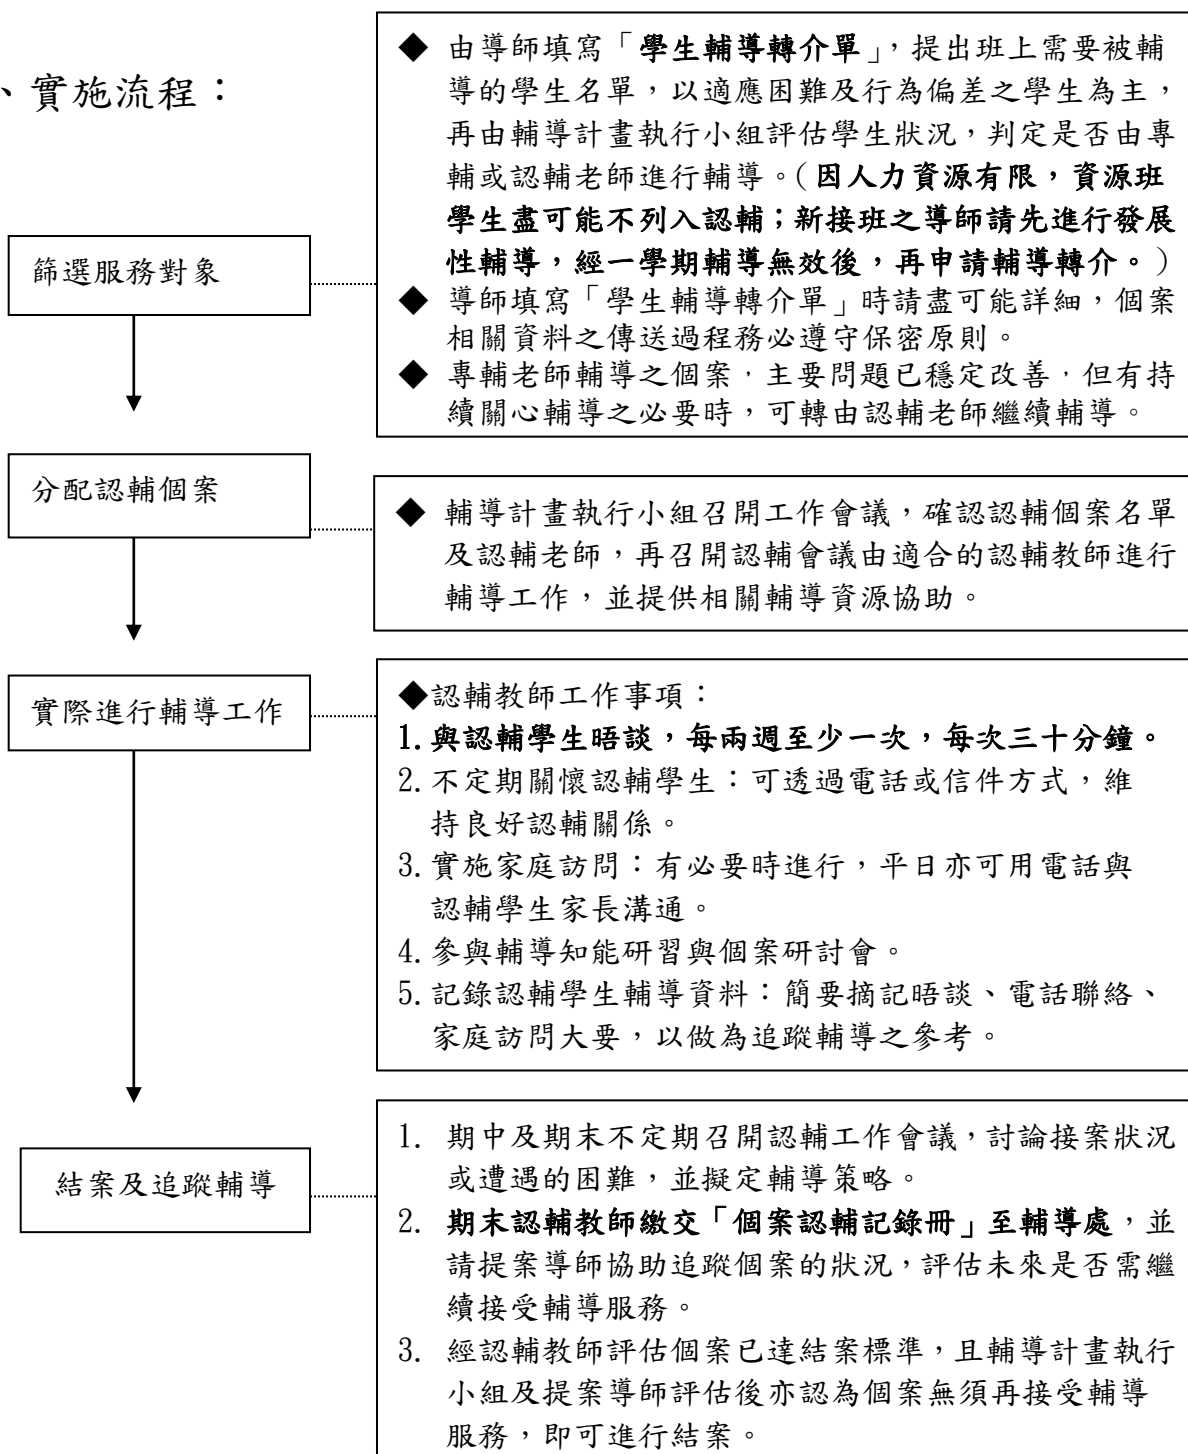 、實施流程：
篩選服務對象
◆ 由導師填寫「學生輔導轉介單」，提出班上需要被輔
導的學生名單，以適應困難及行為偏差之學生為主，
再由輔導計畫執行小組評估學生狀況，判定是否由專
輔或認輔老師進行輔導。(因人力資源有限，資源班
學生盡可能不列入認輔；新接班之導師請先進行發展
性輔導，經一學期輔導無效後，再申請輔導轉介。)
◆ 導師填寫「學生輔導轉介單」時請盡可能詳細，個案
相關資料之傳送過程務必遵守保密原則。
◆ 專輔老師輔導之個案，主要問題已穩定改善，但有持
續關心輔導之必要時，可轉由認輔老師繼續輔導。
分配認輔個案
◆ 輔導計畫執行小組召開工作會議，確認認輔個案名單
及認輔老師，再召開認輔會議由適合的認輔教師進行
輔導工作，並提供相關輔導資源協助。
實際進行輔導工作
◆認輔教師工作事項：
1.與認輔學生晤談，每兩週至少一次，每次三十分鐘。
2.不定期關懷認輔學生：可透過電話或信件方式，維
持良好認輔關係。
3.實施家庭訪問：有必要時進行，平日亦可用電話與
認輔學生家長溝通。
4.參與輔導知能研習與個案研討會。
5.記錄認輔學生輔導資料：簡要摘記晤談、電話聯絡、
家庭訪問大要，以做為追蹤輔導之參考。
結案及追蹤輔導
1. 期中及期末不定期召開認輔工作會議，討論接案狀況
或遭遇的困難，並擬定輔導策略。
2. 期末認輔教師繳交「個案認輔記錄冊」至輔導處，並
請提案導師協助追蹤個案的狀況，評估未來是否需繼
續接受輔導服務。
3. 經認輔教師評估個案已達結案標準，且輔導計畫執行
小組及提案導師評估後亦認為個案無須再接受輔導
服務，即可進行結案。